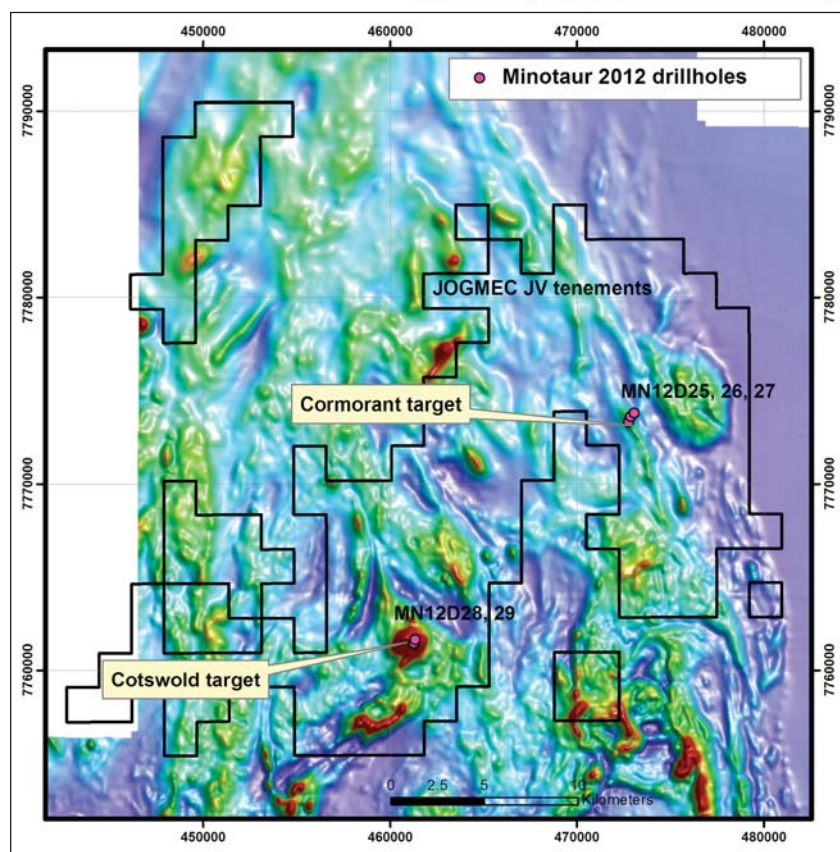 450000 460000 470000 480000
Minotaur 2012 drillholes
7790000 7790000
7780000 7780000
JOGMEC JV tenements
MN12D25, 26, 27
Cormorant target
7770000 7770000
MN12D28, 29
Cotswold target
7760000 7760000
0 2.5 5 10
Kilometers
450000 460000 470000 480000